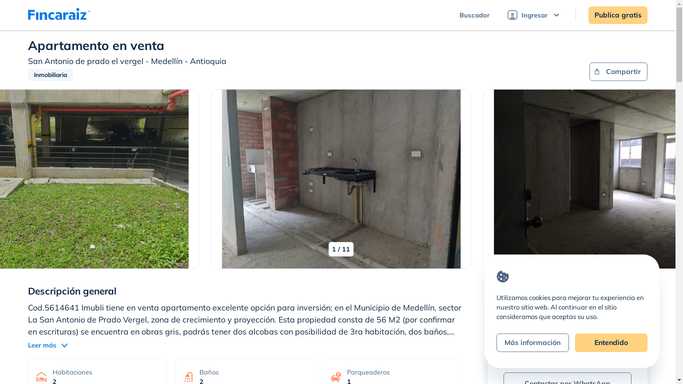 Fincaraiz
Buscador
Ingresar
Publica gratis
Apartamento en venta
San Antonio de prado el vergel - Medellín - Antioquia
Inmobiliaria
Compartir
1 / 11
Descripción general
Cod.5614641 Imubli tiene en venta apartamento excelente opción para inversión; en el Municipio de Medellín, sector
La San Antonio de Prado Vergel, zona de crecimiento y proyección. Esta propiedad consta de 56 M2 (por confirmar
en escrituras) se encuentra en obras gris, podrás tener dos alcobas con posibilidad de 3ra habitación, dos baños,...
Leer más
Habitaciones
2
Baños
2
Parqueaderos
1
Utilizamos cookies para mejorar tu experiencia en
nuestro sitio web. Al continuar en el sitio
consideramos que aceptas su uso.
Más información
Entendido
Contactar por WhatsApp